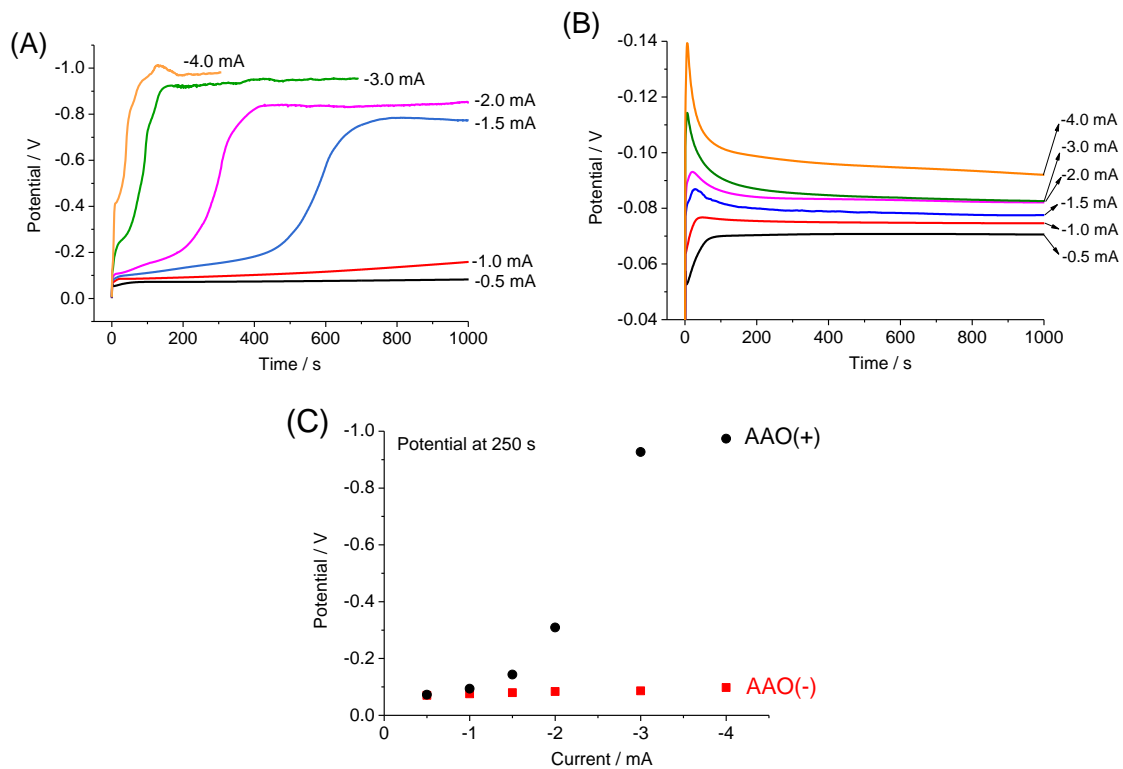 (A)
-4.0 mA
-3.0 mA
-2.0 mA
-1.5 mA
-1.0 mA
-0.5 mA
-1.0
-0.8
-0.6
-0.4
-0.2
0.0
Potential / V
0
200
400
600
800
1000
Time / s
(B)
-0.14
-0.12
-0.10
-0.08
-0.06
-0.04
Potential / V
-4.0 mA
-3.0 mA
-2.0 mA
-1.5 mA
-1.0 mA
-0.5 mA
0
200
400
600
800
1000
Time / s
(C)
Potential at 250 s
AAO(+)
AAO(-)
-1.0
-0.8
-0.6
-0.4
-0.2
0.0
Potential / V
0
-1
-2
-3
-4
Current / mA